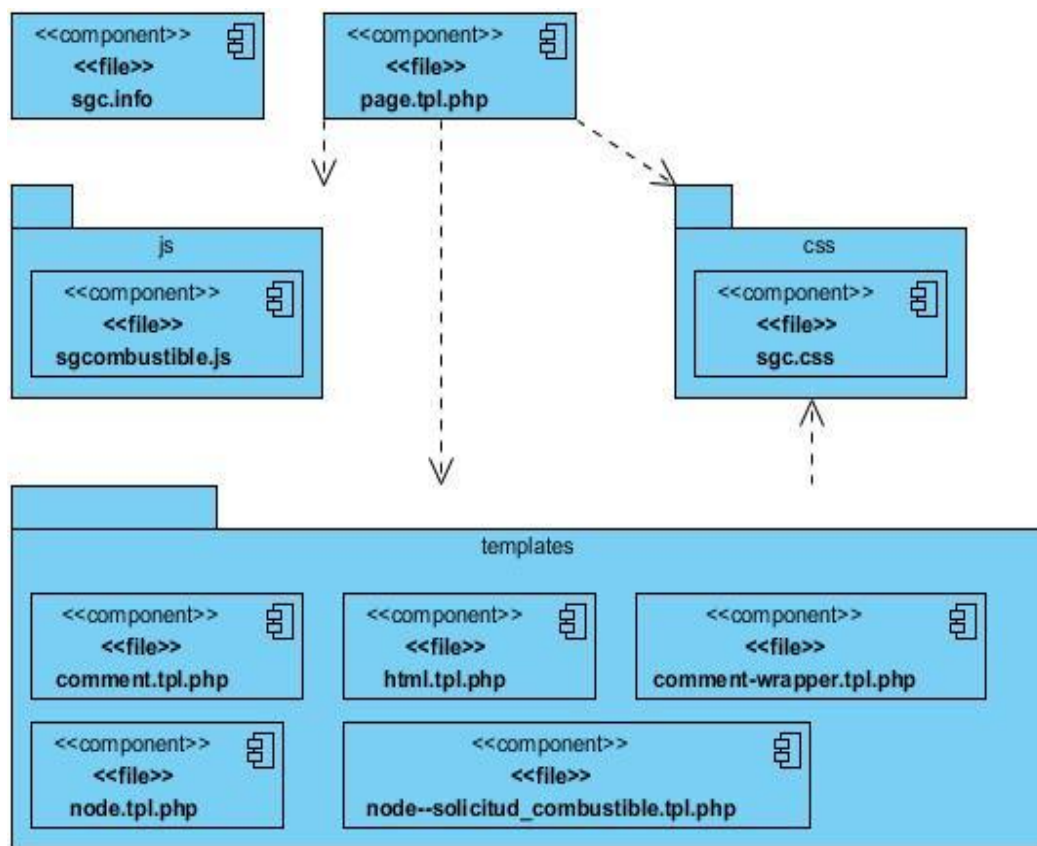 <<component>>
<<file>>
sgc.info
<<component>>
<<file>>
page.tpl.php
js
<<component>>
<<file>>
sgcombustible.js
css
<<component>>
<<file>>
sgc.css
templates
<<component>>
<<file>>
comment.tpl.php
<<component>>
<<file>>
html.tpl.php
<<component>>
<<file>>
comment-wrapper.tpl.php
<<component>>
<<file>>
node.tpl.php
<<component>>
<<file>>
node--solicitud_combustible.tpl.php